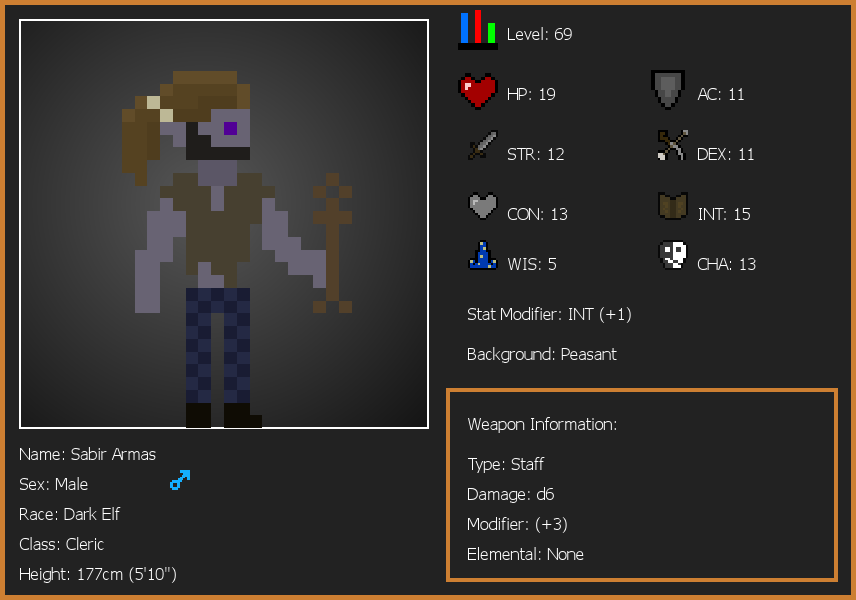 Level: 69
HP: 19
AC: 11
STR: 12
DEX: 11
CON: 13
INT: 15
WIS: 5
CHA: 13
Stat Modifier: INT (+1)
Background: Peasant
Weapon Information:
Type: Staff
Damage: d6
Modifier: (+3)
Elemental: None
Name: Sabir Armas
Sex: Male
Race: Dark Elf
Class: Cleric
Height: 177cm (5'10")